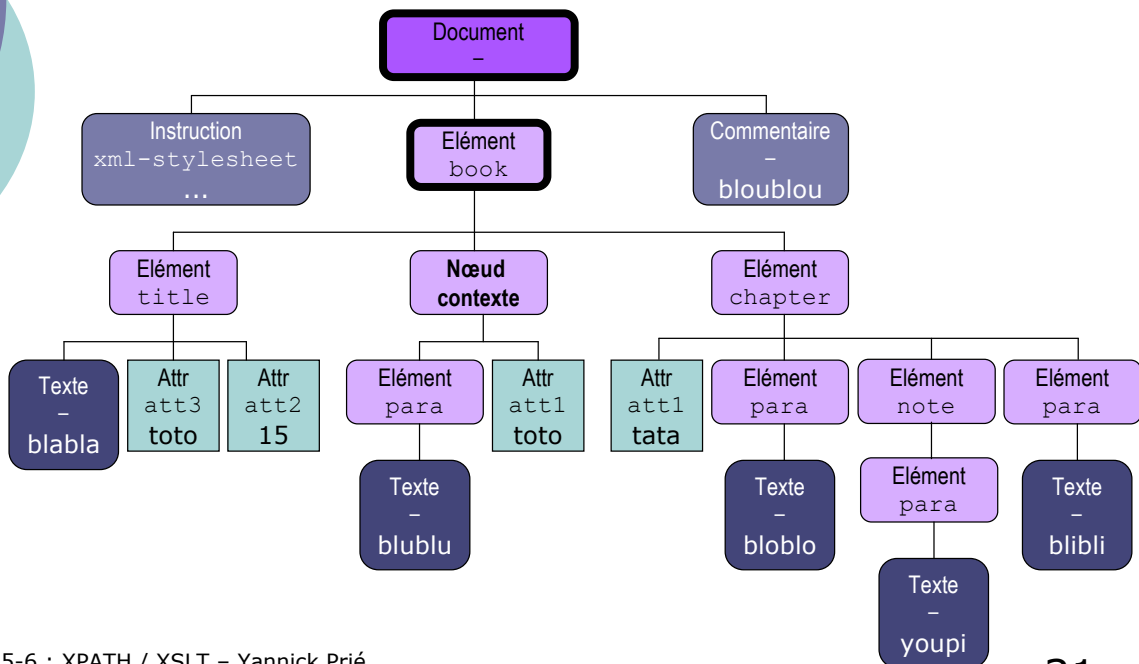 Document
–
Instruction
xml-stylesheet
...
Elément
book
Commentaire
–
bloublou
Elément
title
Nœud
contexte
Elément
chapter
Texte
–
blabla
Attr
att3
toto
Attr
att2
15
Elément
para
Attr
att1
toto
Attr
att1
tata
Elément
para
Elément
note
Elément
para
Texte
–
blublu
Texte
–
bloblo
Elément
para
Texte
–
blibli
Texte
–
youpi
5-6 : XPATH / XSLT – Yannick Prié